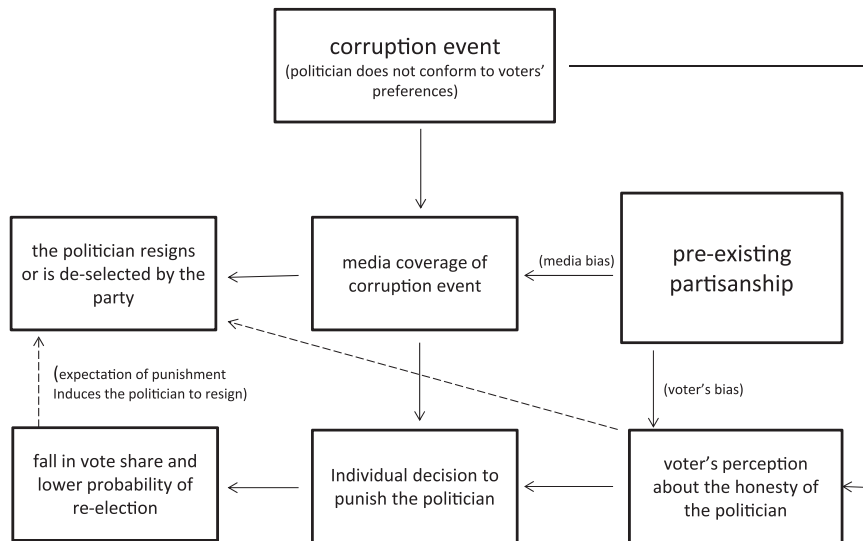 corruption event
(politician does not conform to voters'
preferences)
the politician resigns
or is de-selected by the
party
media coverage of
corruption event
(media bias)
pre-existing
partisanship
(expectation of punishment
Induces the politician to resign)
(voter's bias)
fall in vote share and
lower probability of
re-election
Individual decision to
punish the politician
voter's perception
about the honesty of
the politician